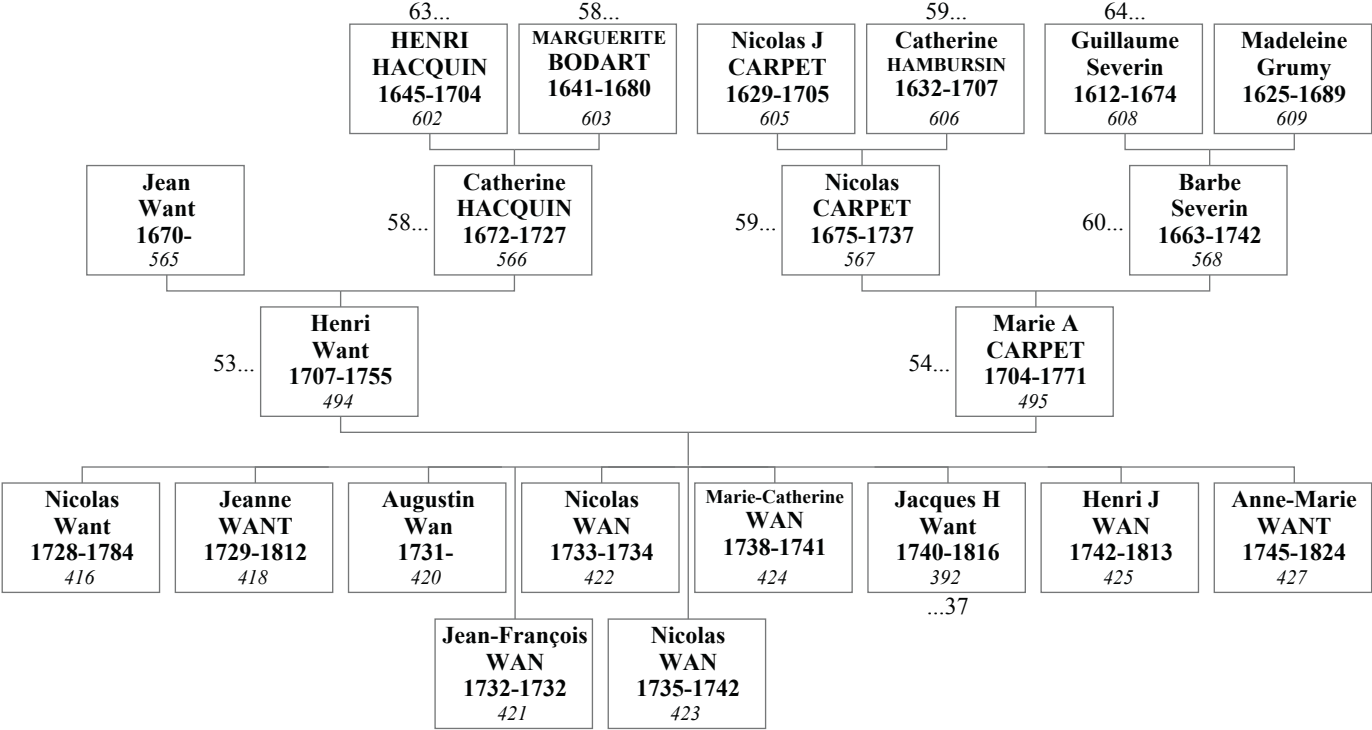 63...
58...
59...
64...
HENRI
HACQUIN
1645-1704
602
MARGUERITE
BODART
1641-1680
603
Nicolas J
CARPET
1629-1705
605
Catherine
HAMBURSIN
1632-1707
606
Guillaume
Severin
1612-1674
608
Madeleine
Grumy
1625-1689
609
Jean
Want
1670-
565
58...
Catherine
HACQUIN
1672-1727
566
59...
Nicolas
CARPET
1675-1737
567
60...
Barbe
Severin
1663-1742
568
53...
Henri
Want
1707-1755
494
54...
Marie A
CARPET
1704-1771
495
Nicolas
Want
1728-1784
416
Jeanne
WANT
1729-1812
418
Augustin
Wan
1731-
420
Nicolas
WAN
1733-1734
422
Marie-Catherine
WAN
1738-1741
424
Jacques H
Want
1740-1816
392
...37
Henri J
WAN
1742-1813
425
Anne-Marie
WANT
1745-1824
427
Jean-François
WAN
1732-1732
421
Nicolas
WAN
1735-1742
423